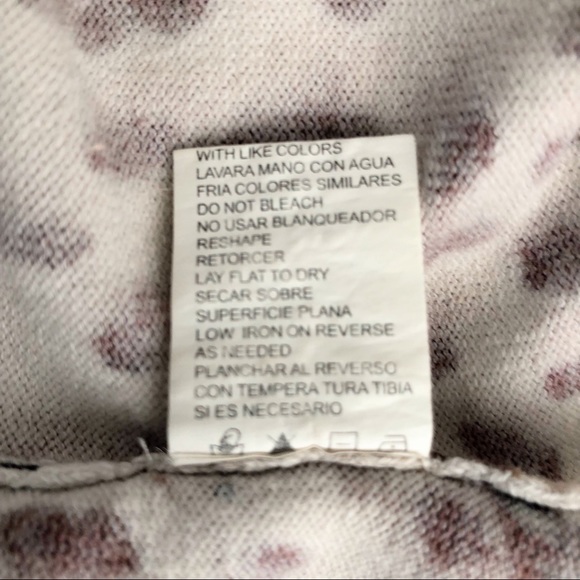 WITH LIKE COLORS
LAVARA MANO CON AGUA
FRIA COLORES SIMILARES
DO NOT BLEACH
NO USAR BLANQUEADOR
RESHAPE
RETORCER
LAY FLAT TO DRY
SECAR SOBRE
SUPERFICIE PLANA
LOW IRON ON REVERSE
AS NEEDED
PLANCHAR AL REVERSO
CON TEMPERA TURA TIBIA
SI ES NECESARIO